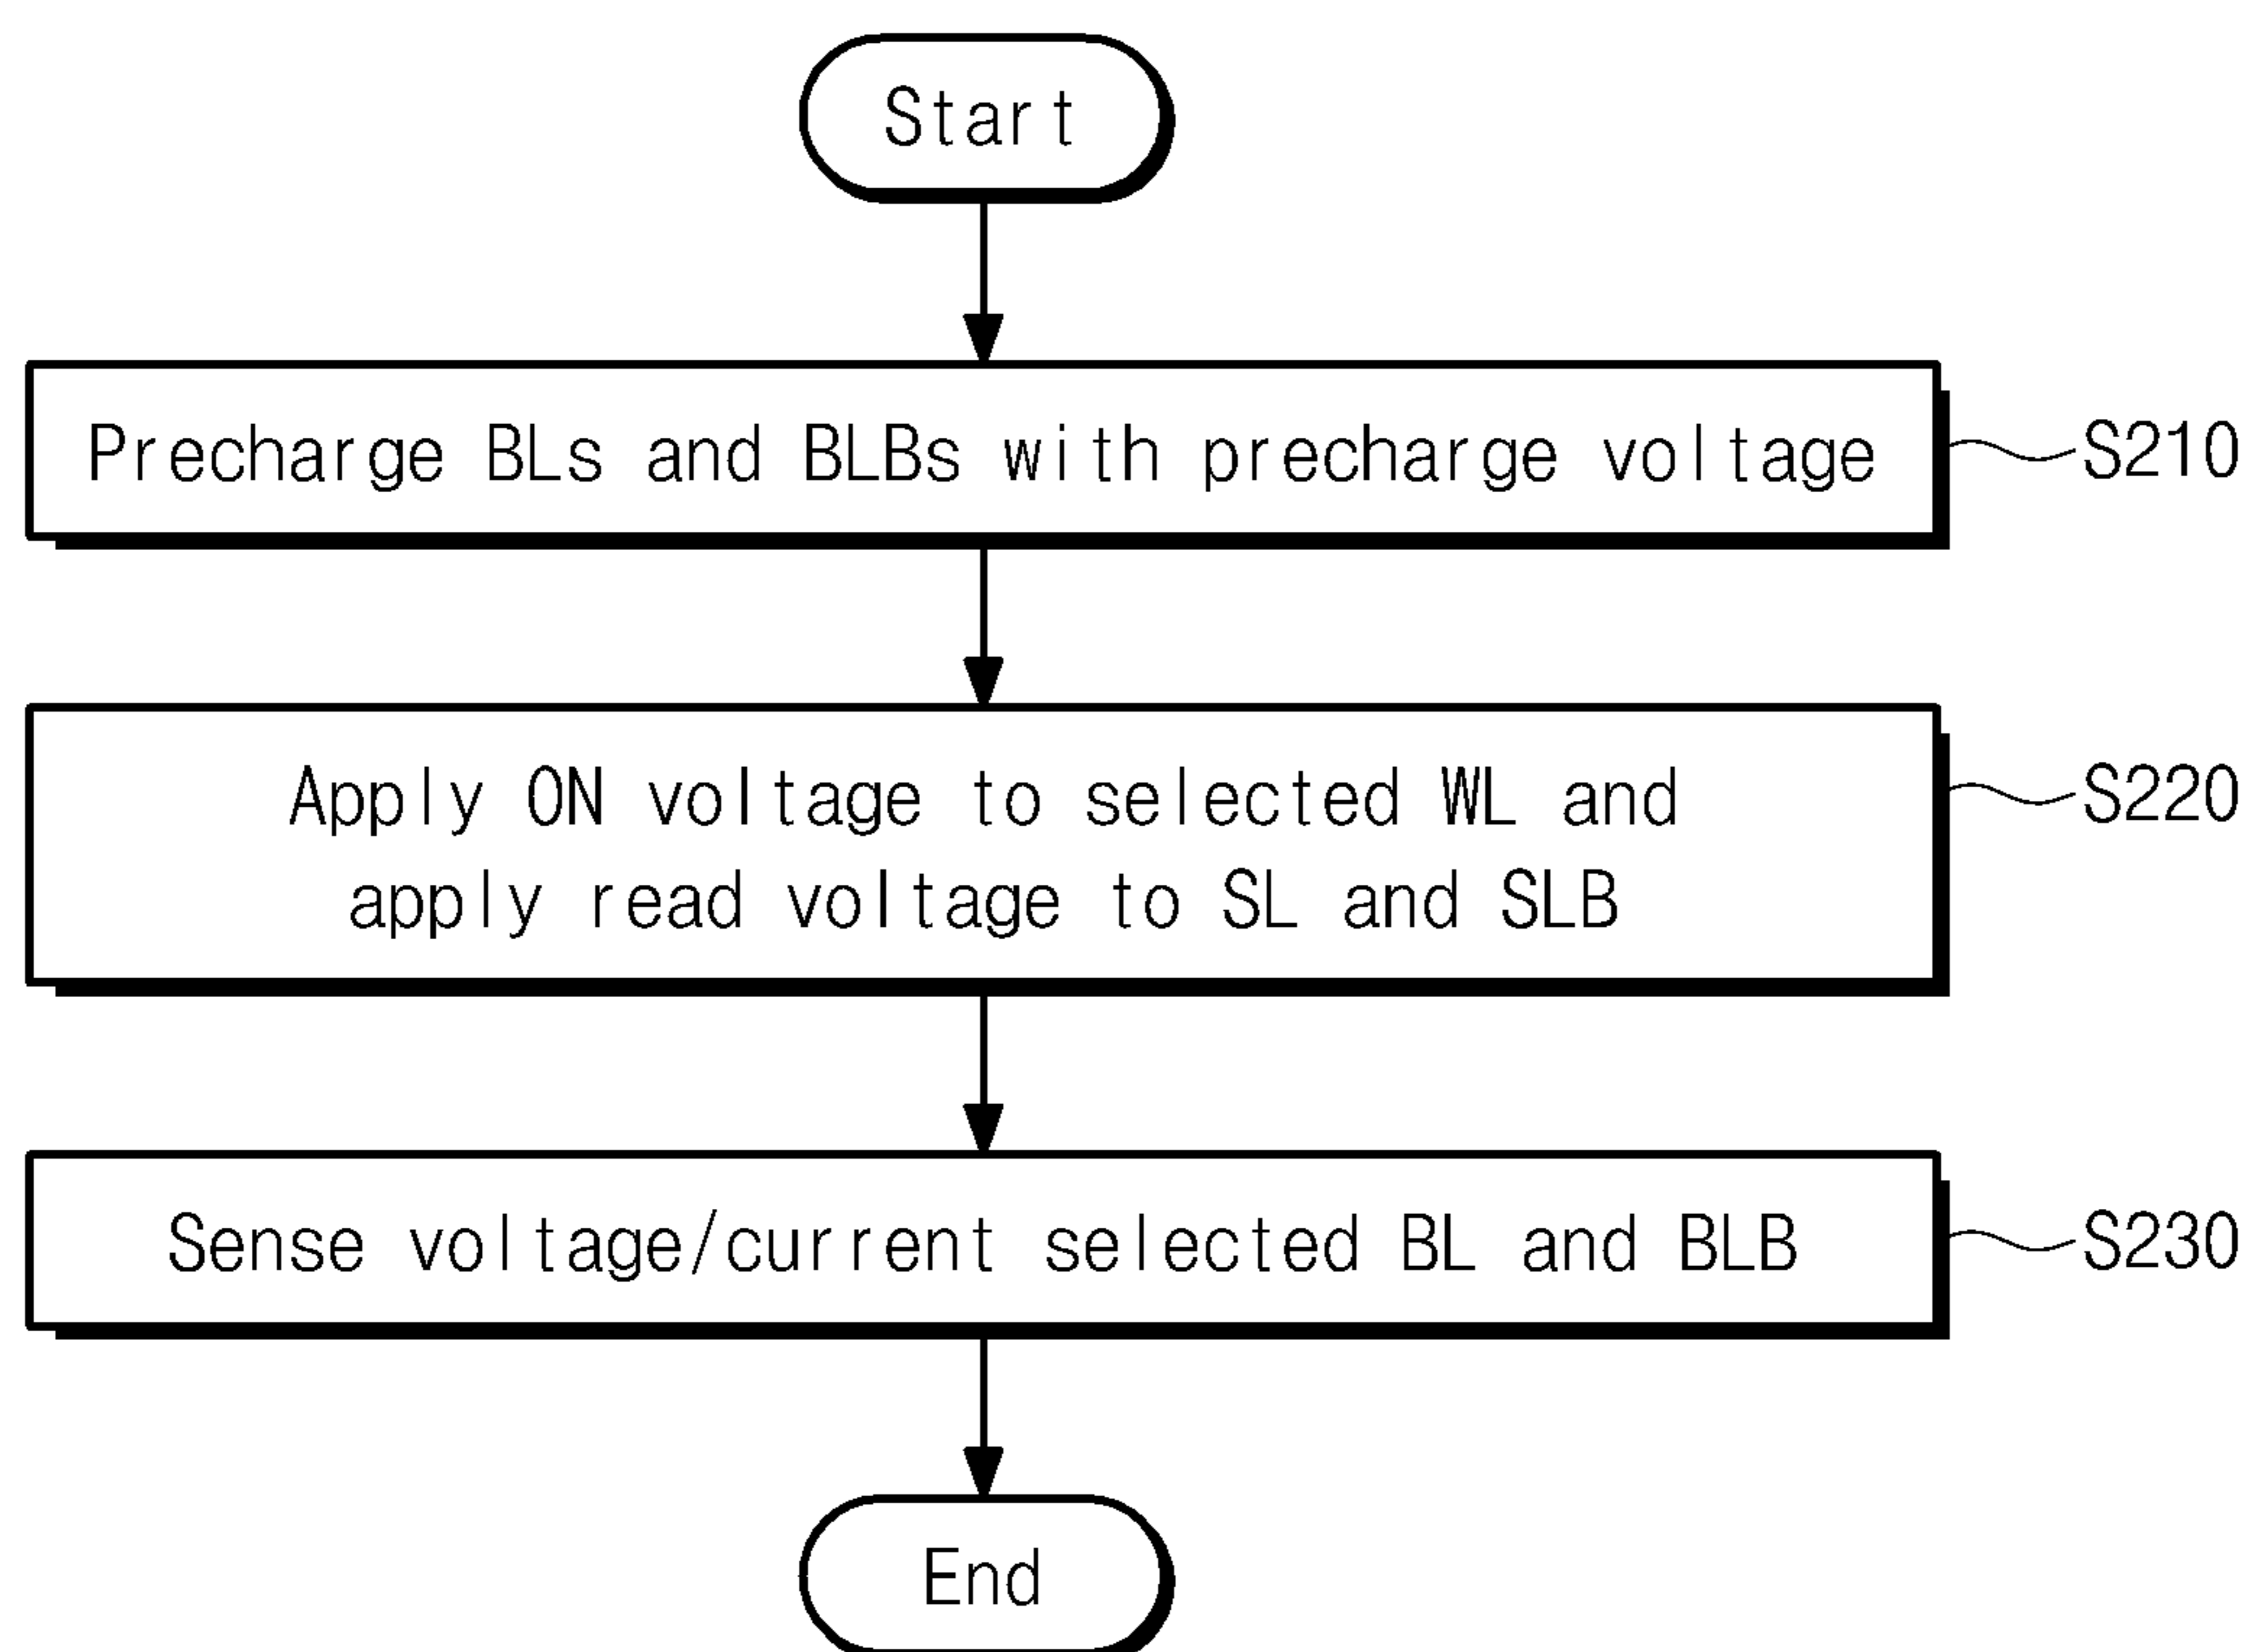 Start
Precharge BLs and BLBs with precharge voltage
S210
Apply ON voltage to selected WL and
apply read voltage to SL and SLB
S220
Sense voltage/current selected BL and BLB
S230
End